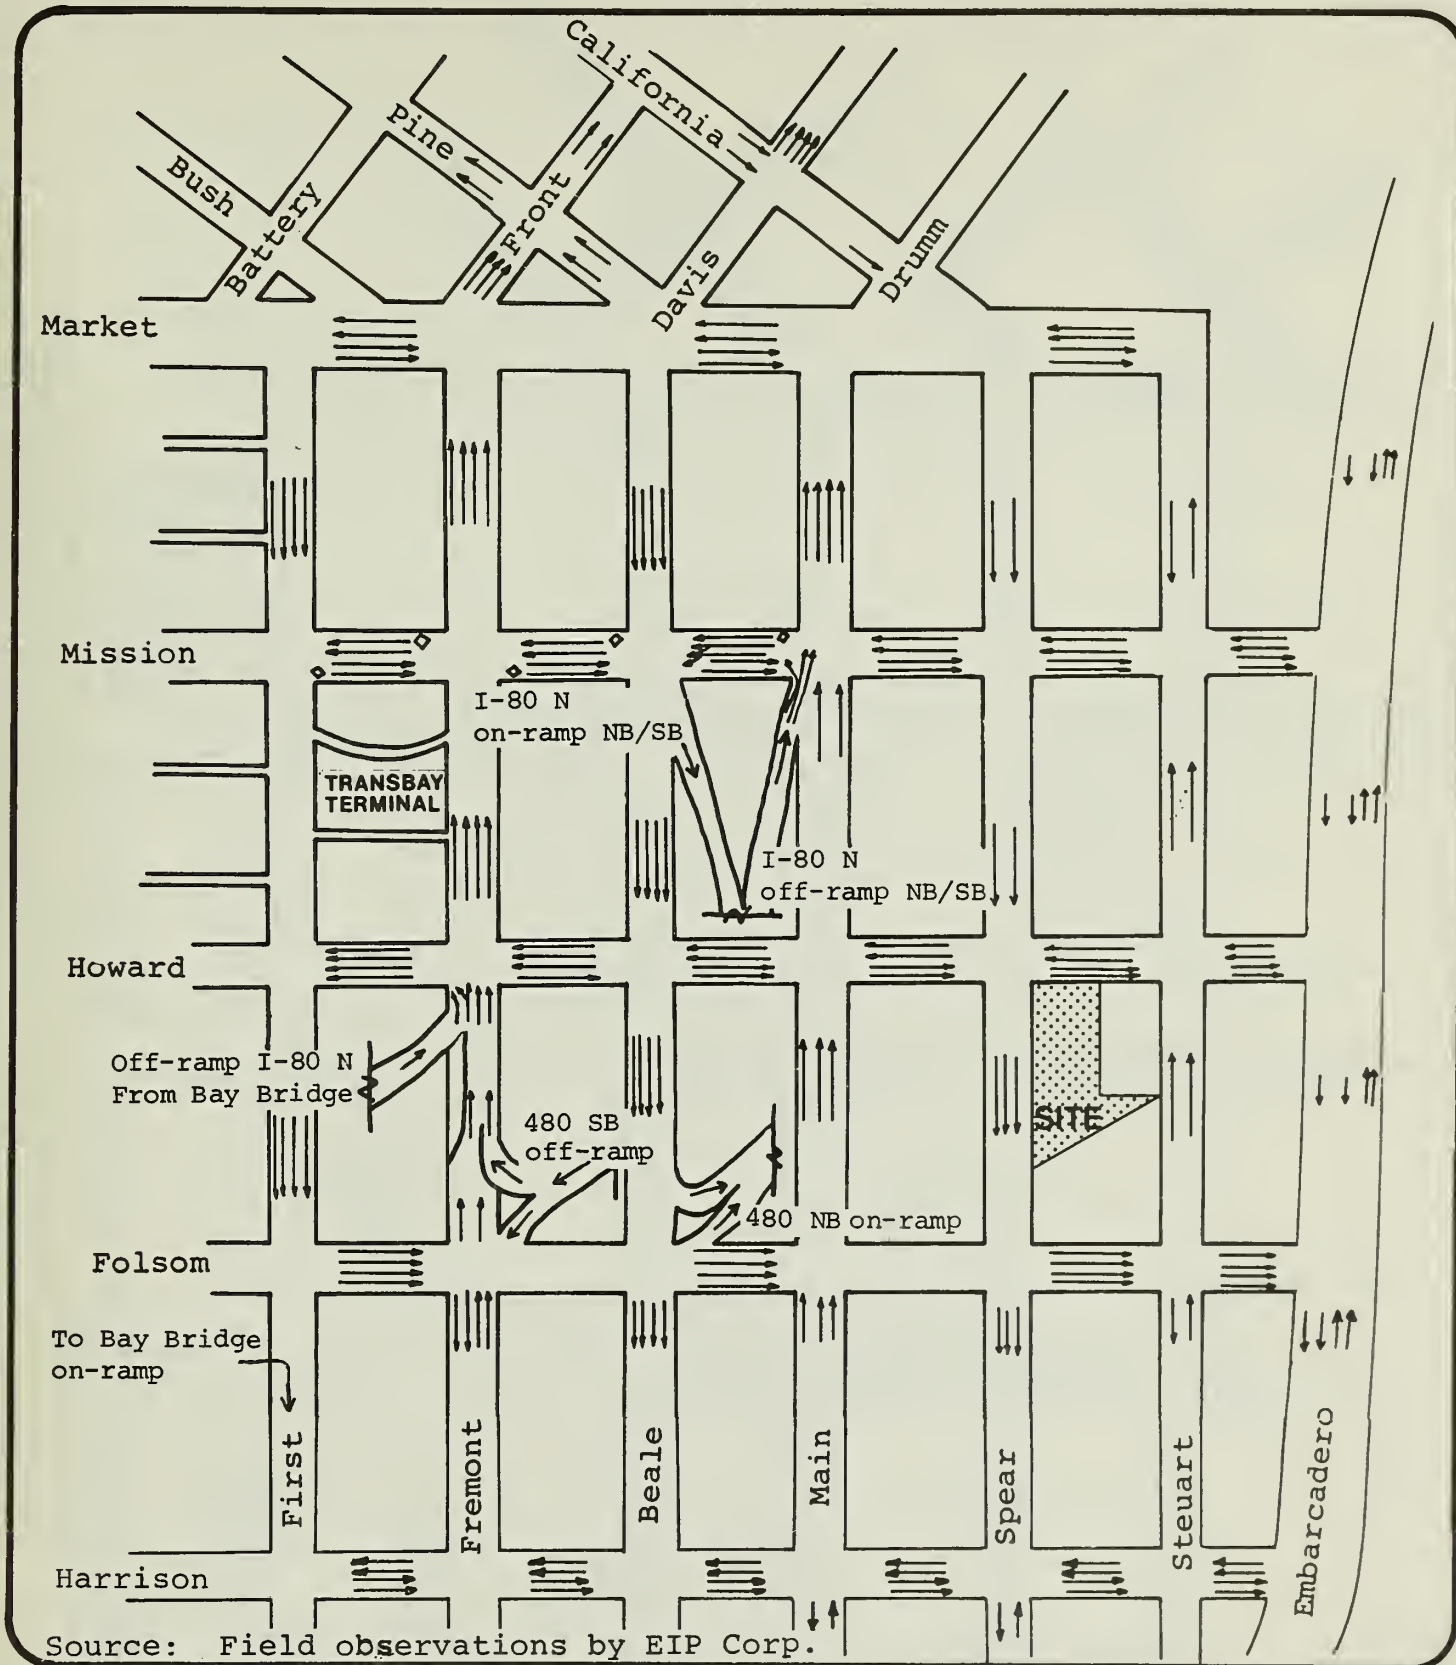 California
Pine
Bush
Battery
Front
Davis
Drumm
Market
Mission
I-80 N
on-ramp NB/SB
TRANSBAY
TERMINAL
I-80 N
off-ramp NB/SB
Howard
Off-ramp I-80 N
From Bay Bridge
480 SB
off-ramp
SITE
480 NB on-ramp
Folsom
To Bay Bridge
on-ramp
First
Fremont
Beale
Main
Spear
Steuart
Embarcadero
Harrison
Source: Field observations by EIP Corp.